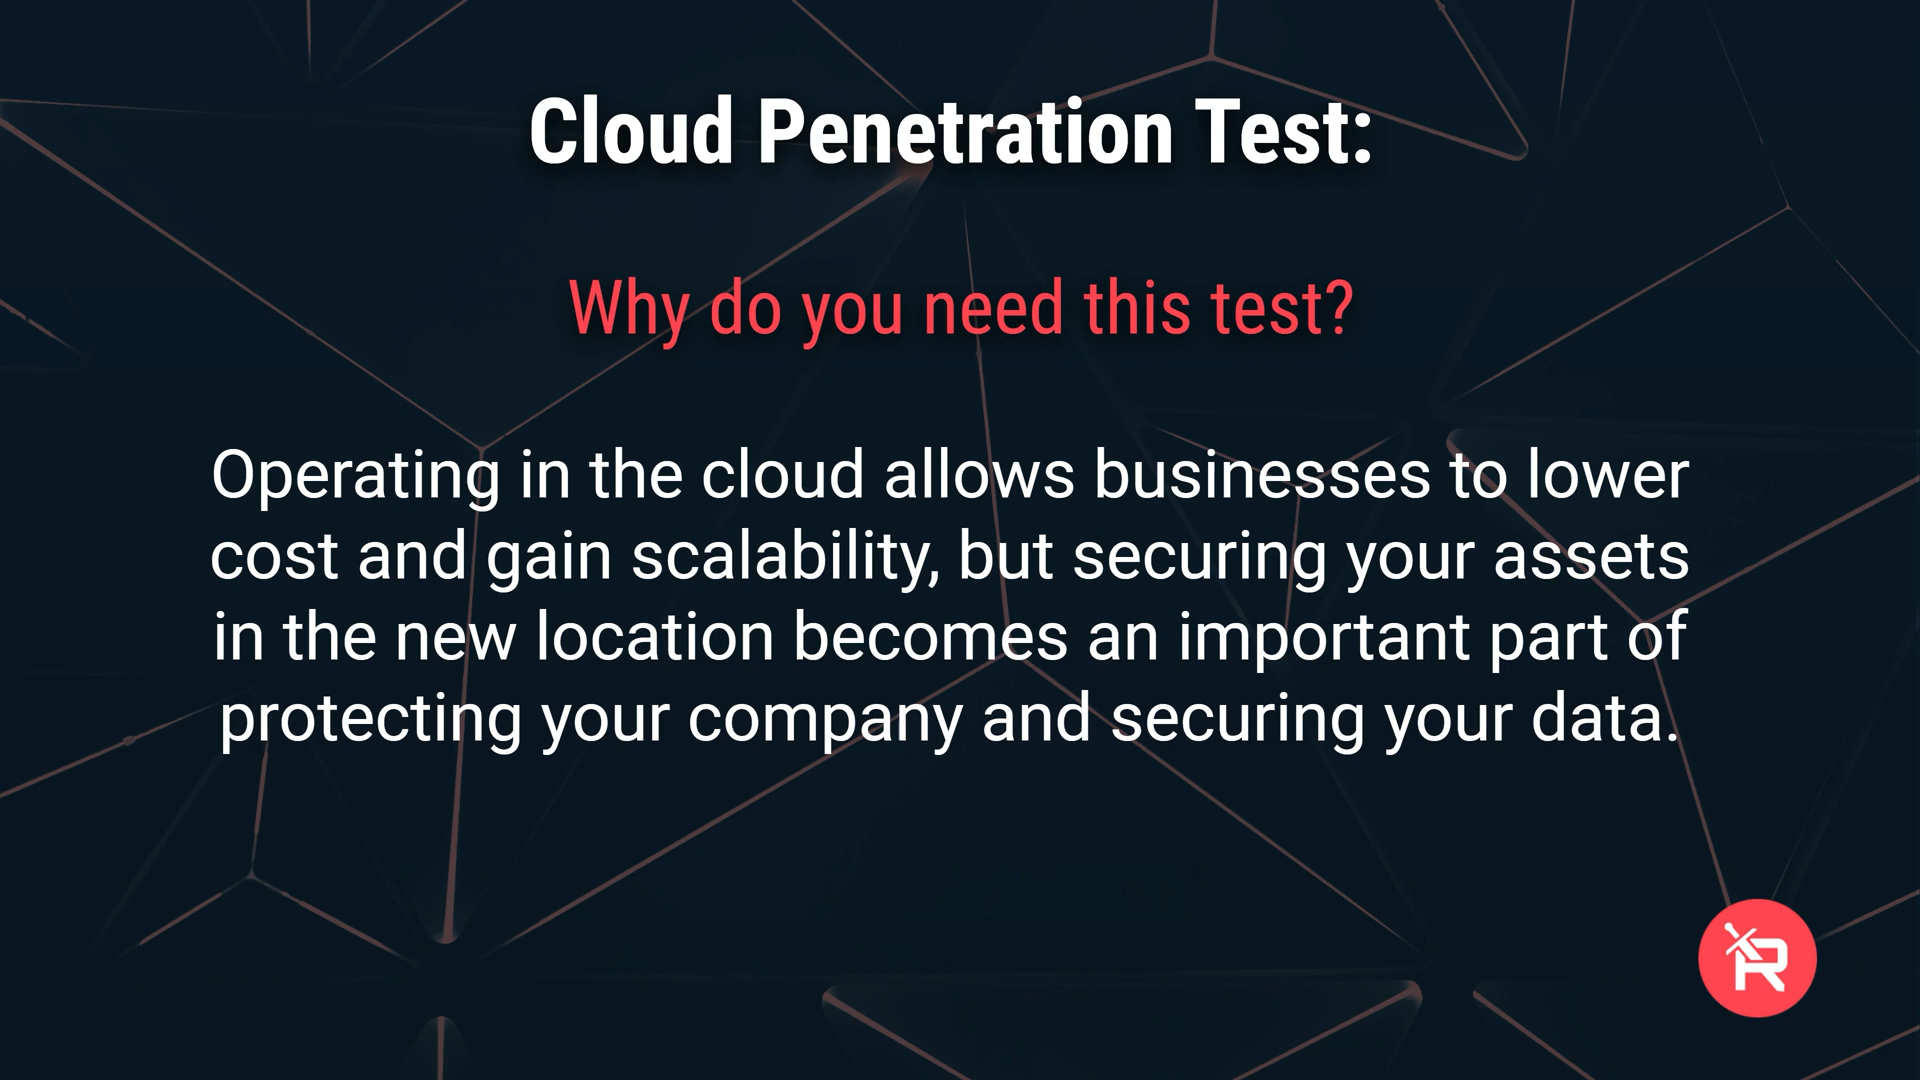 Cloud Penetration Test:
Why do you need this test?
Operating in the cloud allows businesses to lower
cost and gain scalability, but securing your assets
in the new location becomes an important part of
protecting your company and securing your data.
R